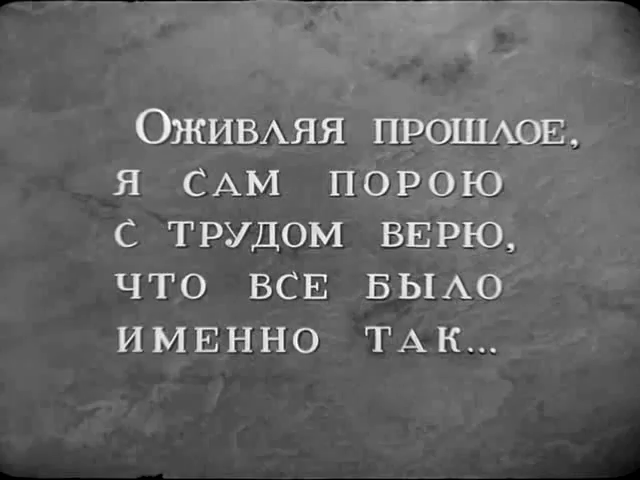 Оживляя прошлое,
я сам порою
с трудом верю,
что все было
именно так...